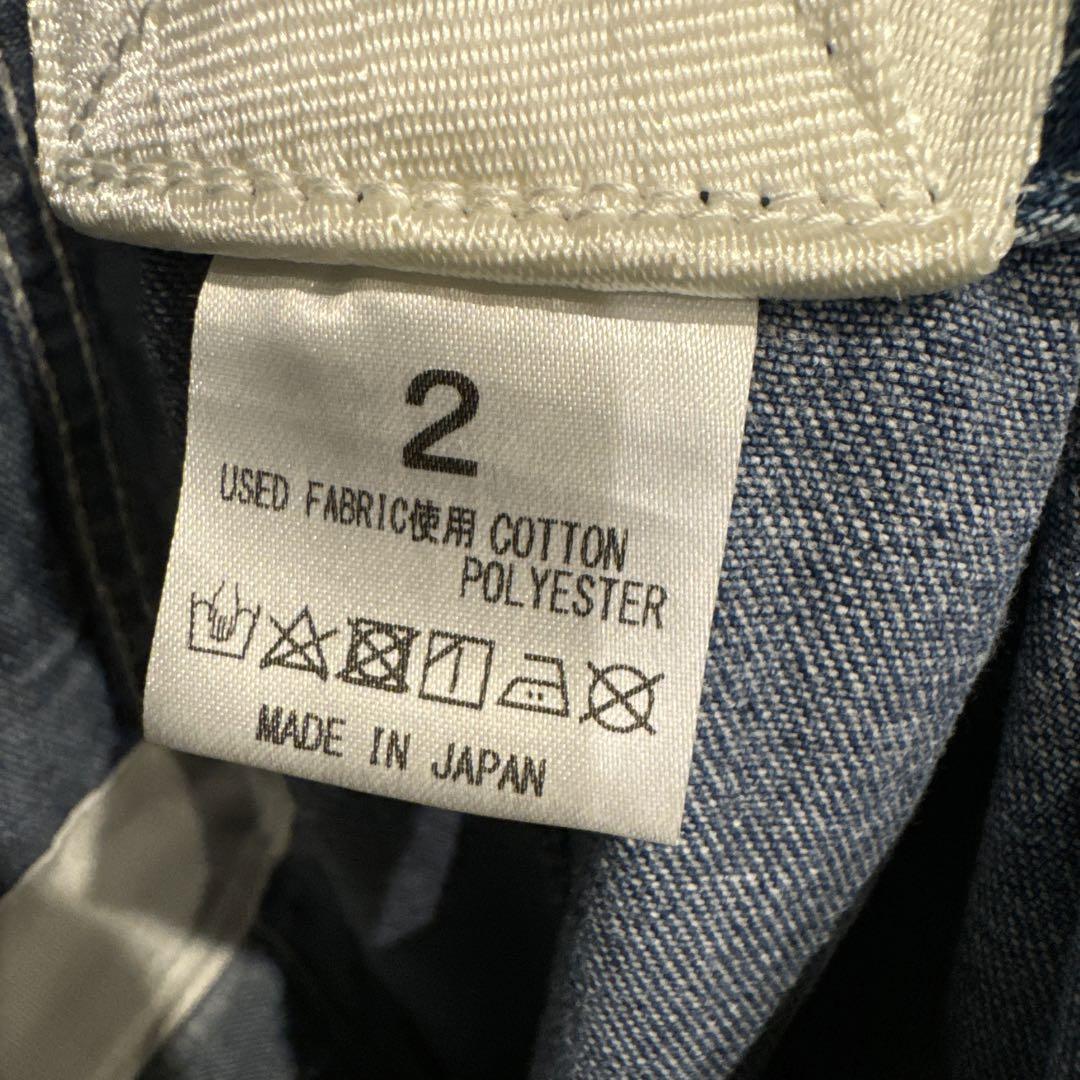 2
USED FABRIC使用 COTTON
POLYESTER
MADE IN JAPAN